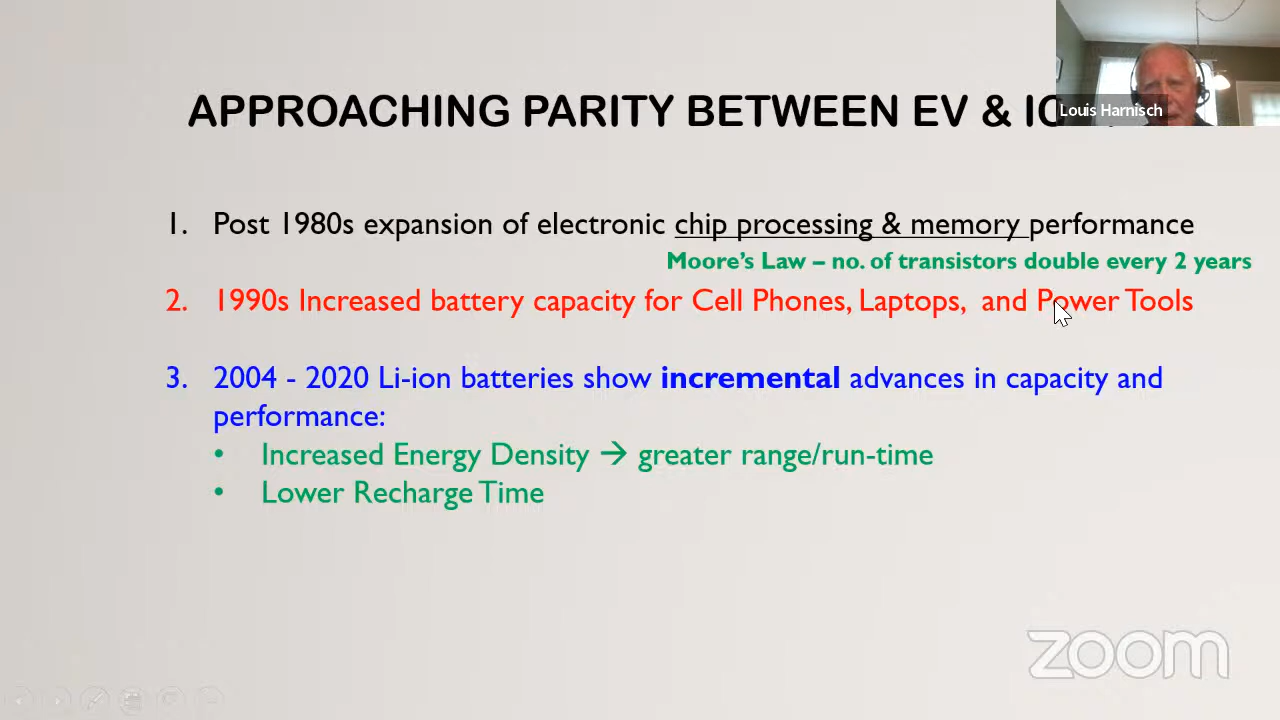 APPROACHING PARITY BETWEEN EV & IC
Louis Harnisch
1. Post 1980s expansion of electronic chip processing & memory performance
Moore's Law – no. of transistors double every 2 years
2. 1990s Increased battery capacity for Cell Phones, Laptops, and Power Tools
3. 2004 - 2020 Li-ion batteries show incremental advances in capacity and
performance:
• Increased Energy Density → greater range/run-time
• Lower Recharge Time
zoom